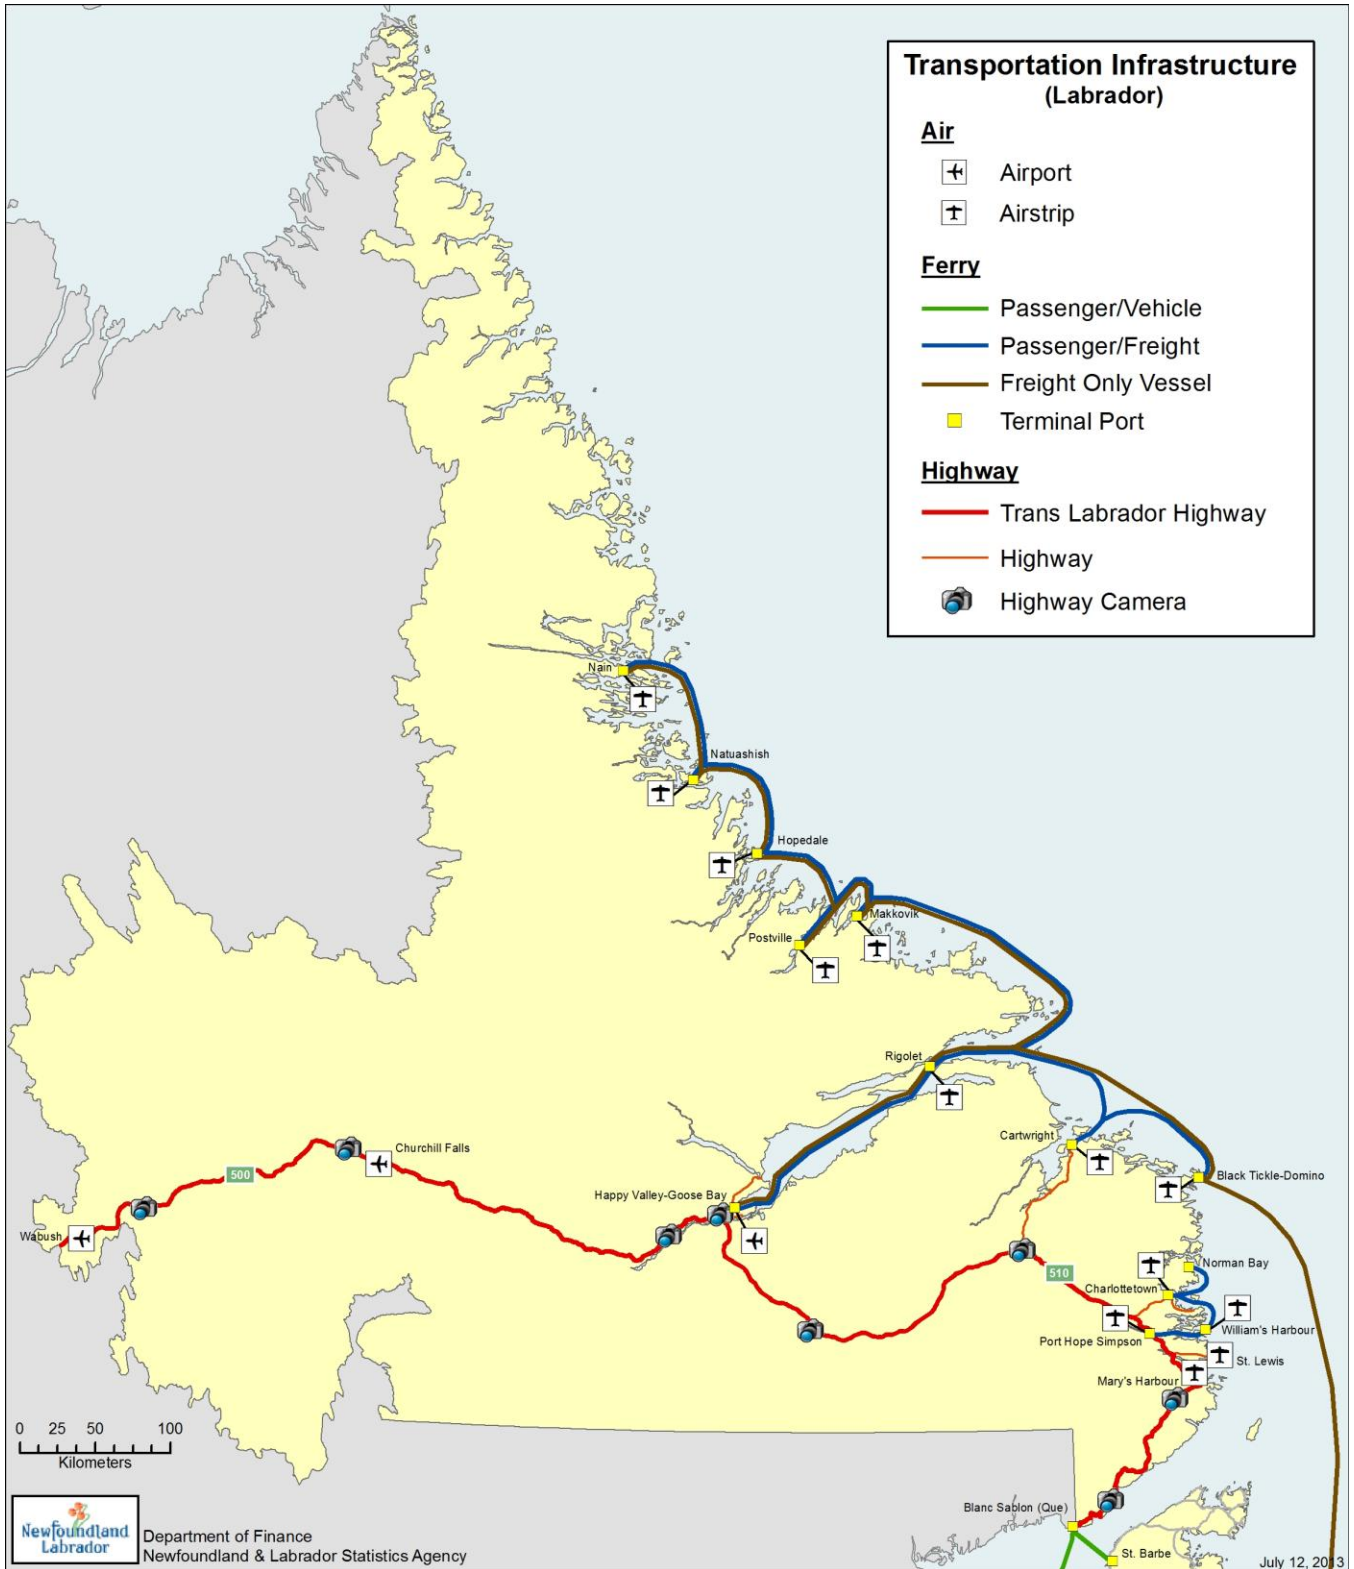 Transportation Infrastructure
(Labrador)
Air
Airport
Airstrip
Ferry
Passenger/Vehicle
Passenger/Freight
Freight Only Vessel
Terminal Port
Highway
Trans Labrador Highway
Highway
Highway Camera
Nain
Natuashish
Hopedale
Makkovik
Postville
Rigolet
Cartwright
Churchill Falls
500
Black Tickle-Domino
Happy Valley-Goose Bay
Wabush
Norman Bay
510
Charlottetown
William's Harbour
Port Hope Simpson
St. Lewis
Mary's Harbour
0 25 50 100
Kilometers
Blanc Sablon (Que)
St. Barbe
Newfoundland
Labrador
Department of Finance
Newfoundland & Labrador Statistics Agency
July 12, 2013